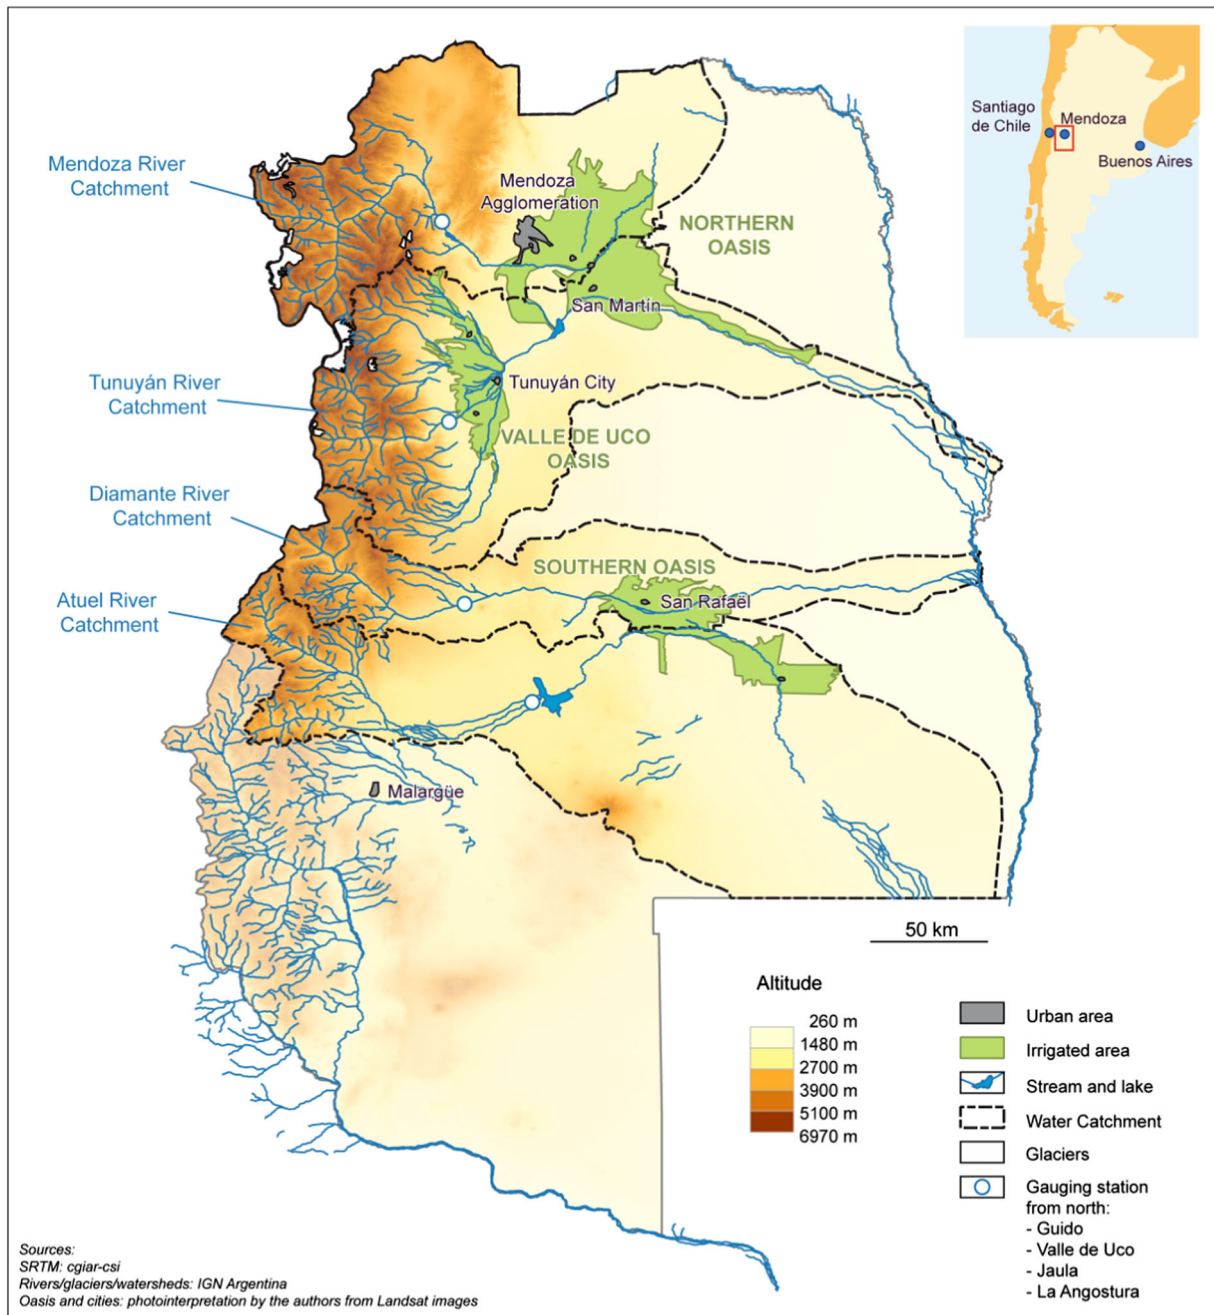 Santiago
de Chile
Mendoza
Buenos Aires
Mendoza River
Catchment
Mendoza
Agglomeration
NORTHERN
OASIS
San Martín
Tunuyán River
Catchment
Tunuyán City
VALLE DE UCO
OASIS
Diamante River
Catchment
SOUTHERN OASIS
Atuel River
Catchment
San Rafaël
Malargüe
50 km
Altitude
260 m
1480 m
2700 m
3900 m
5100 m
6970 m
Urban area
Irrigated area
Stream and lake
Water Catchment
Glaciers
Gauging station
from north:
- Guido
- Valle de Uco
- Jaula
- La Angostura
Sources:
SRTM: cgiar-csi
Rivers/glaciers/watersheds: IGN Argentina
Oasis and cities: photointerpretation by the authors from Landsat images